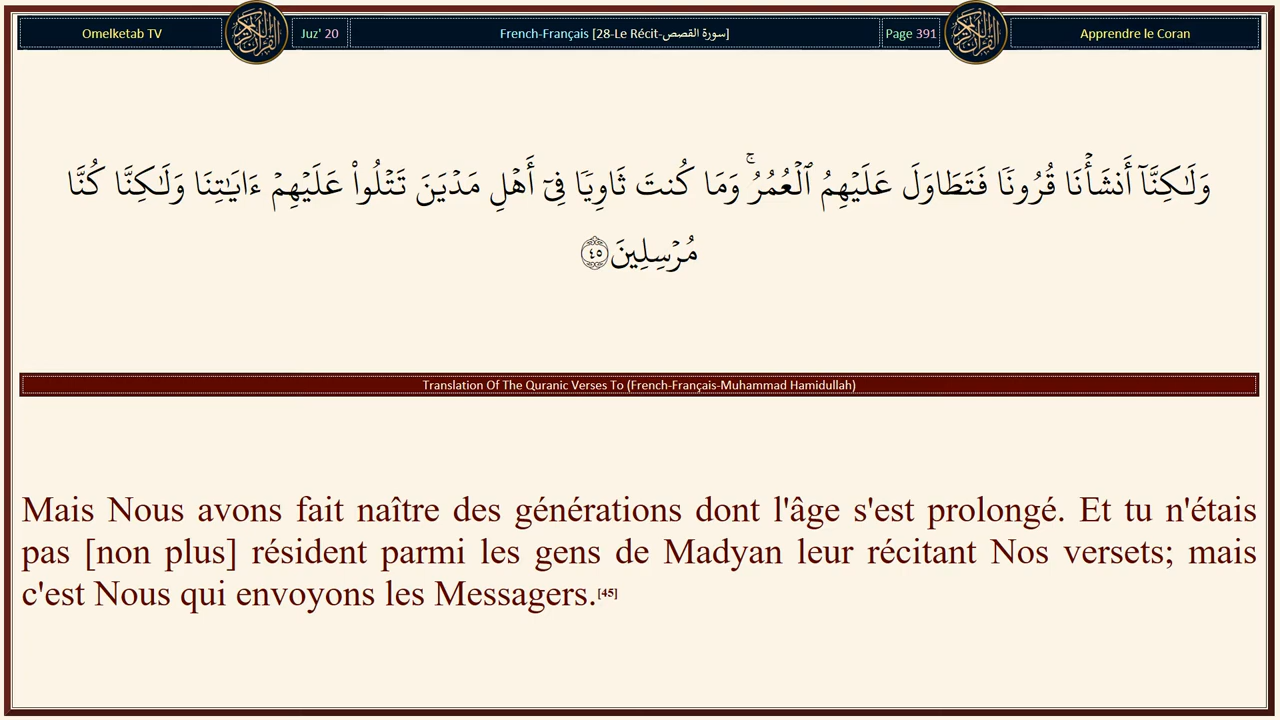 Omelketab TV
Juz' 20
French-Français [28-Le Récit-سورة القصص]
Page 391
Apprendre le Coran
وَلَٰكِنَّآ أَنشَأۡنَا قُرُونٗا فَتَطَاوَلَ عَلَيۡهِمُ ٱلۡعُمُرُۚ وَمَا كُنتَ ثَاوِيٗا فِيٓ أَهۡلِ مَدۡيَنَ تَتۡلُواْ عَلَيۡهِمۡ ءَايَٰتِنَا وَلَٰكِنَّا كُنَّا
مُرۡسِلِينَ ٤٥
Translation Of The Quranic Verses To (French-Français-Muhammad Hamidullah)
Mais Nous avons fait naître des générations dont l'âge s'est prolongé. Et tu n'étais
pas [non plus] résident parmi les gens de Madyan leur récitant Nos versets; mais
c'est Nous qui envoyons les Messagers.[45]